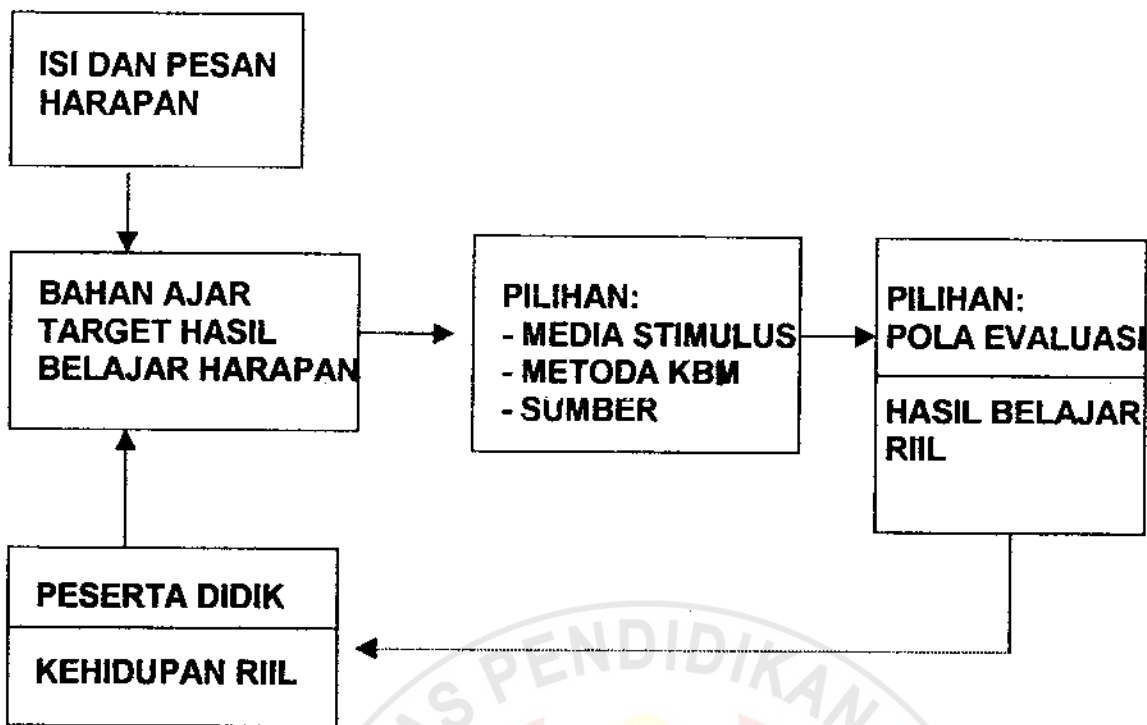 ISI DAN PESAN
HARAPAN
BAHAN AJAR
TARGET HASIL
BELAJAR HARAPAN
PILIHAN:
- MEDIA STIMULUS
- METODA KBM
- SUMBER
PILIHAN:
POLA EVALUASI
HASIL BELAJAR
RIIL
PESERTA DIDIK
KEHIDUPAN RIIL
AS PENDIDIKAN